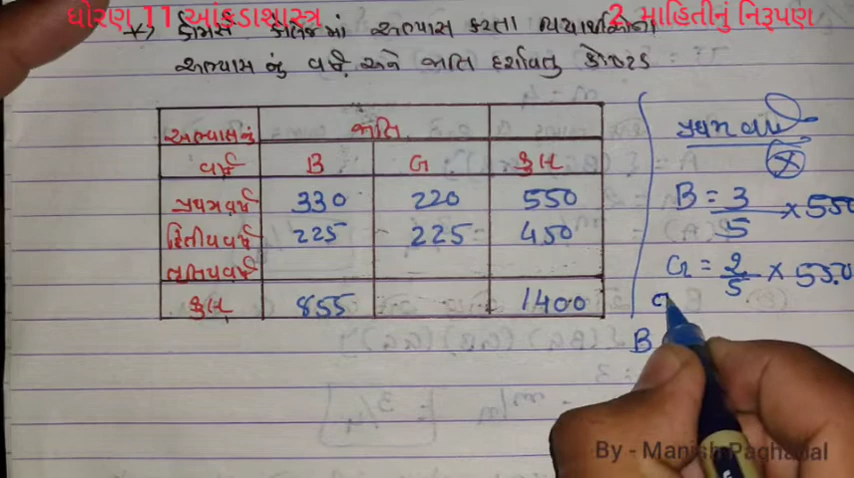 ધોરણ 11 આંકડાશાસ્ત્ર
2 માહિતીનું નિરૂપણ
*> કોમર્સ કોલેજમાં અભ્યાસ કરતા
અભ્યાસ નું વર્ષ અને જાતિ દર્શાવતુ કોષ્ટક
અભ્યાસનું જાતિ
વર્ષ B G કુલ
પ્રથમવર્ષ 330 220 550
દ્વિતીયવર્ષ 225 225 450
તૃતિયવર્ષ
કુલ 855 1400
પ્રથમ વર્ષ
B = 3/5 × 550
G = 2/5 × 550
G
B
By - Manish Paghadal